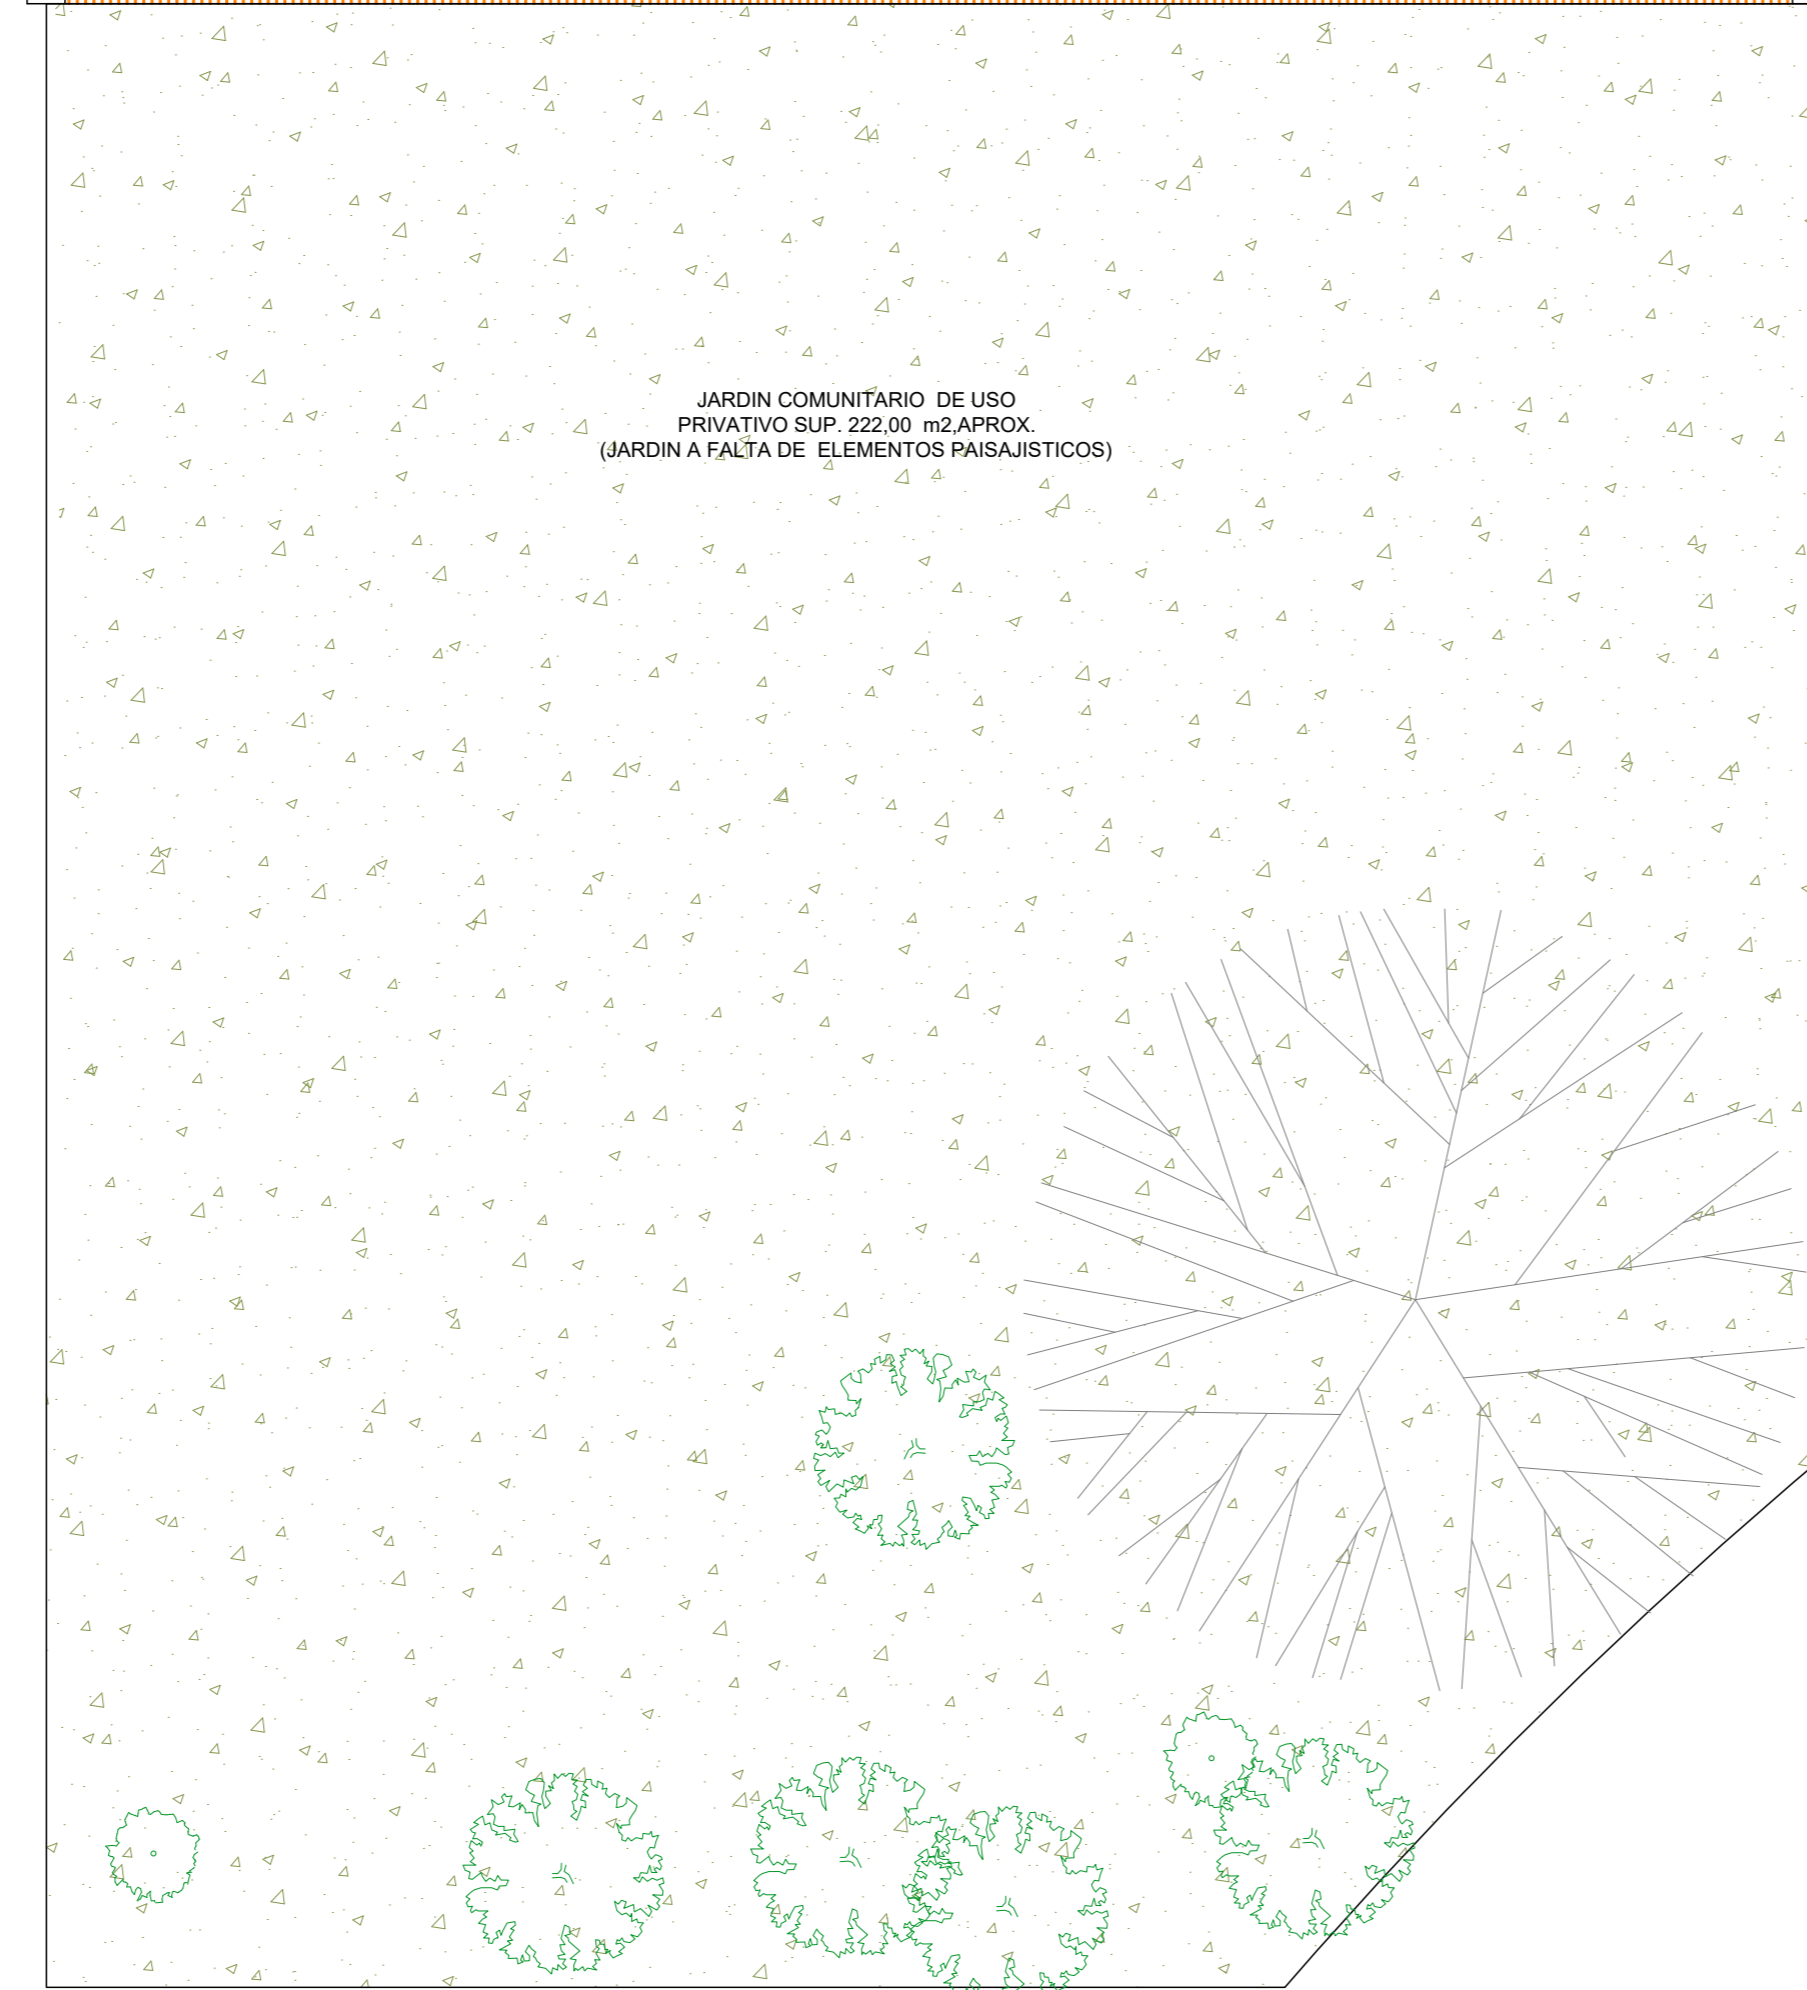 JARDIN COMUNITARIO DE USO
PRIVATIVO SUP. 222,00 m2,APROX.
(JARDIN A FALTA DE ELEMENTOS PAISAJISTICOS)